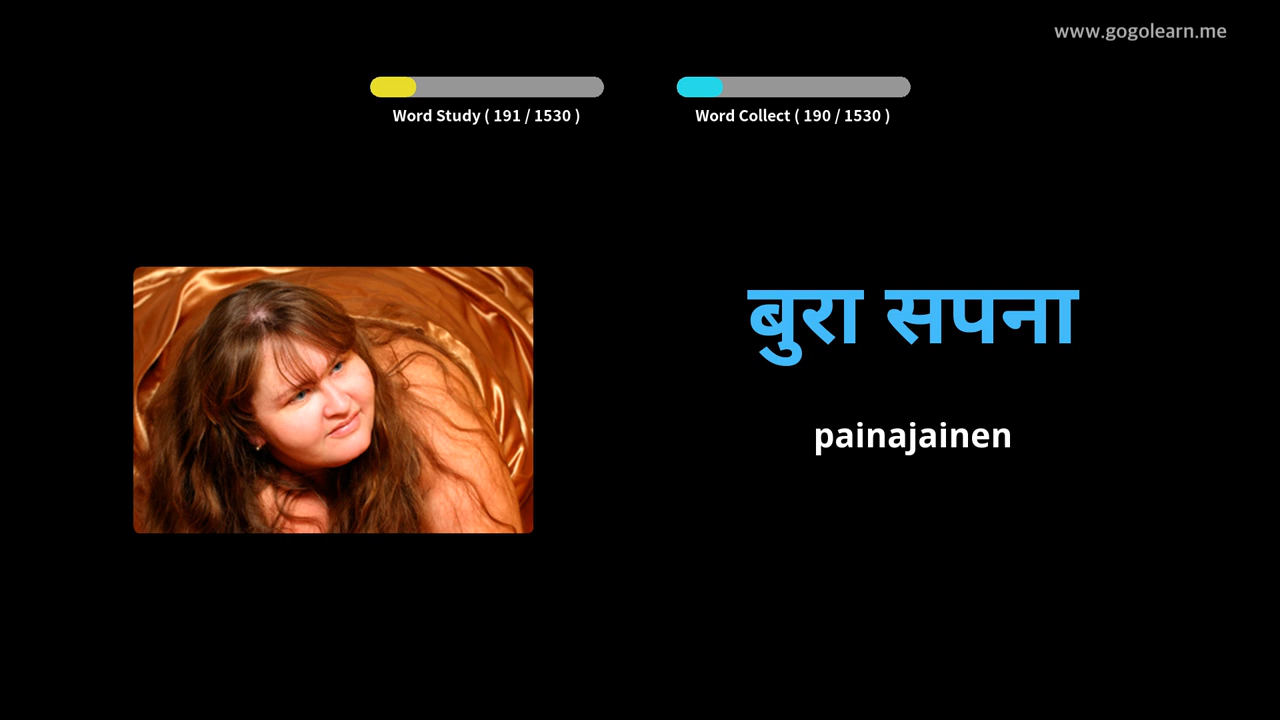 www.gogolearn.me
Word Study ( 191 / 1530 )
Word Collect ( 190 / 1530 )
बुरा सपना
painajainen